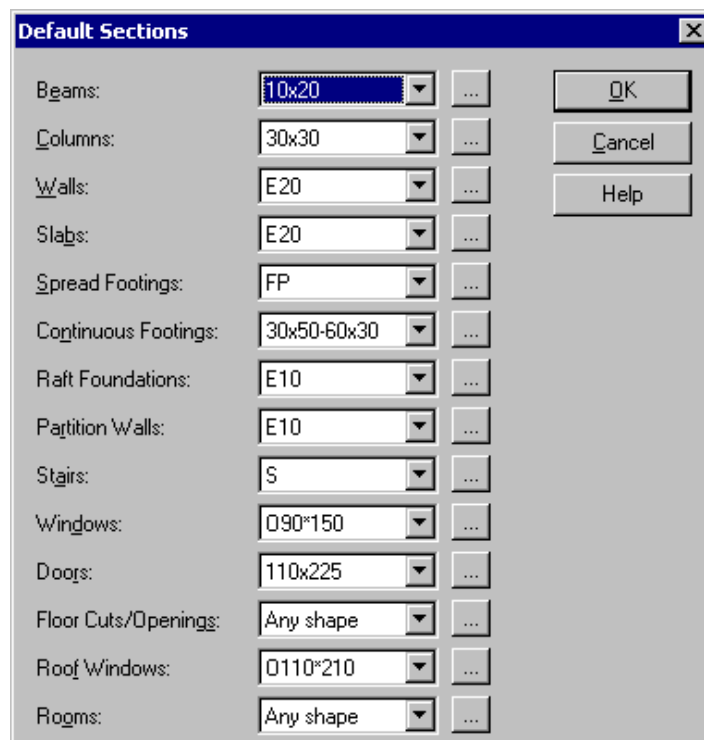 Default Sections
Beams: 10x20 ... OK
Columns: 30x30 ... Cancel
Walls: E20 ... Help
Slabs: E20 ...
Spread Footings: FP ...
Continuous Footings: 30x50-60x30 ...
Raft Foundations: E10 ...
Partition Walls: E10 ...
Stairs: S ...
Windows: O90*150 ...
Doors: 110x225 ...
Floor Cuts/Openings: Any shape ...
Roof Windows: O110*210 ...
Rooms: Any shape ...